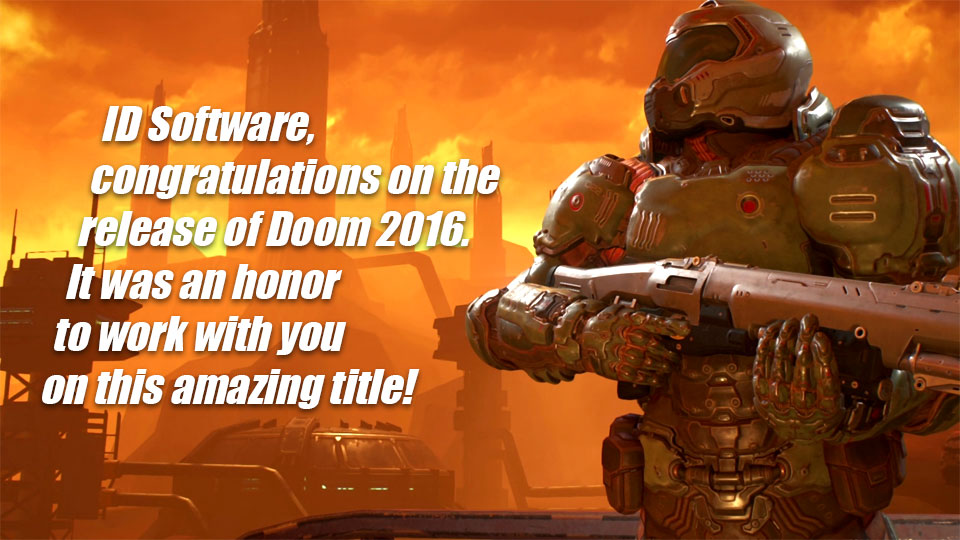 ID Software,
congratulations on the
release of Doom 2016.
It was an honor
to work with you
on this amazing title!